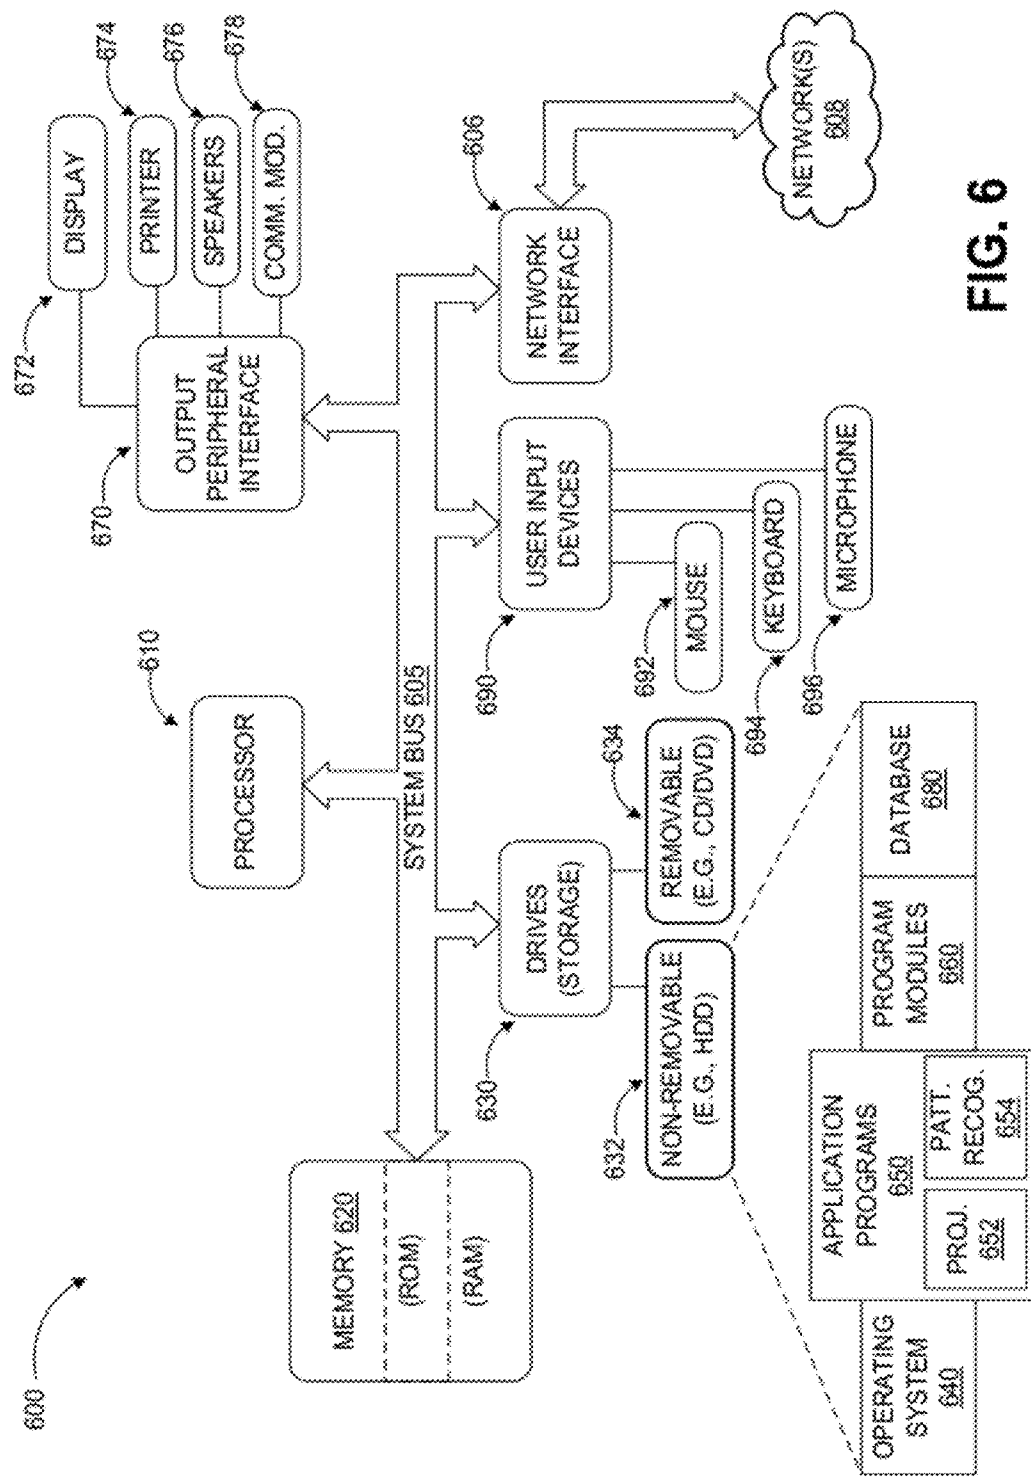 600
610
670
672
DISPLAY
674
PRINTER
676
SPEAKERS
678
COMM. MOD.
PROCESSOR
OUTPUT
PERIPHERAL
INTERFACE
MEMORY 620
(ROM)
(RAM)
SYSTEM BUS 605
630
DRIVES
(STORAGE)
690
USER INPUT
DEVICES
NETWORK
INTERFACE
606
632
NON-REMOVABLE
(E.G., HDD)
REMOVABLE
(E.G., CD/DVD)
634
692
MOUSE
694
KEYBOARD
696
MICROPHONE
NETWORK(S)
608
OPERATING
SYSTEM
640
APPLICATION
PROGRAMS
650
PROJ.
652
PATT.
RECOG.
654
PROGRAM
MODULES
660
DATABASE
680
FIG. 6